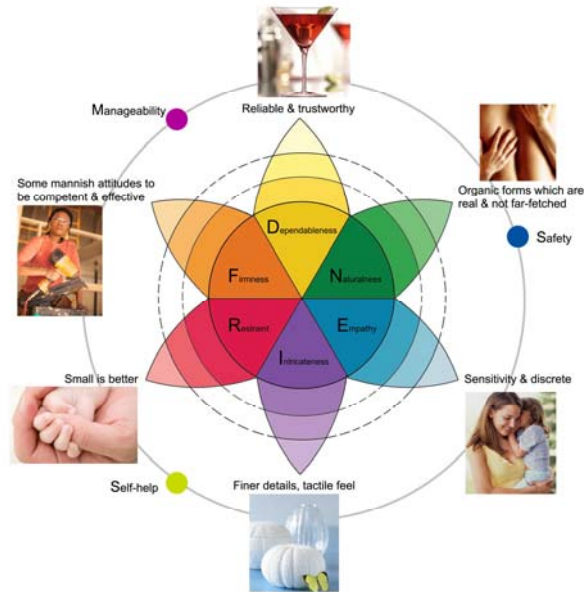 Manageability
Reliable & trustworthy
Some mannish attitudes to
be competent & effective
Organic forms which are
real & not far-fetched
Safety
Dependableness
Firmness
Naturalness
Restraint
Empathy
Intricateness
Small is better
Sensitivity & discrete
Self-help
Finer details, tactile feel